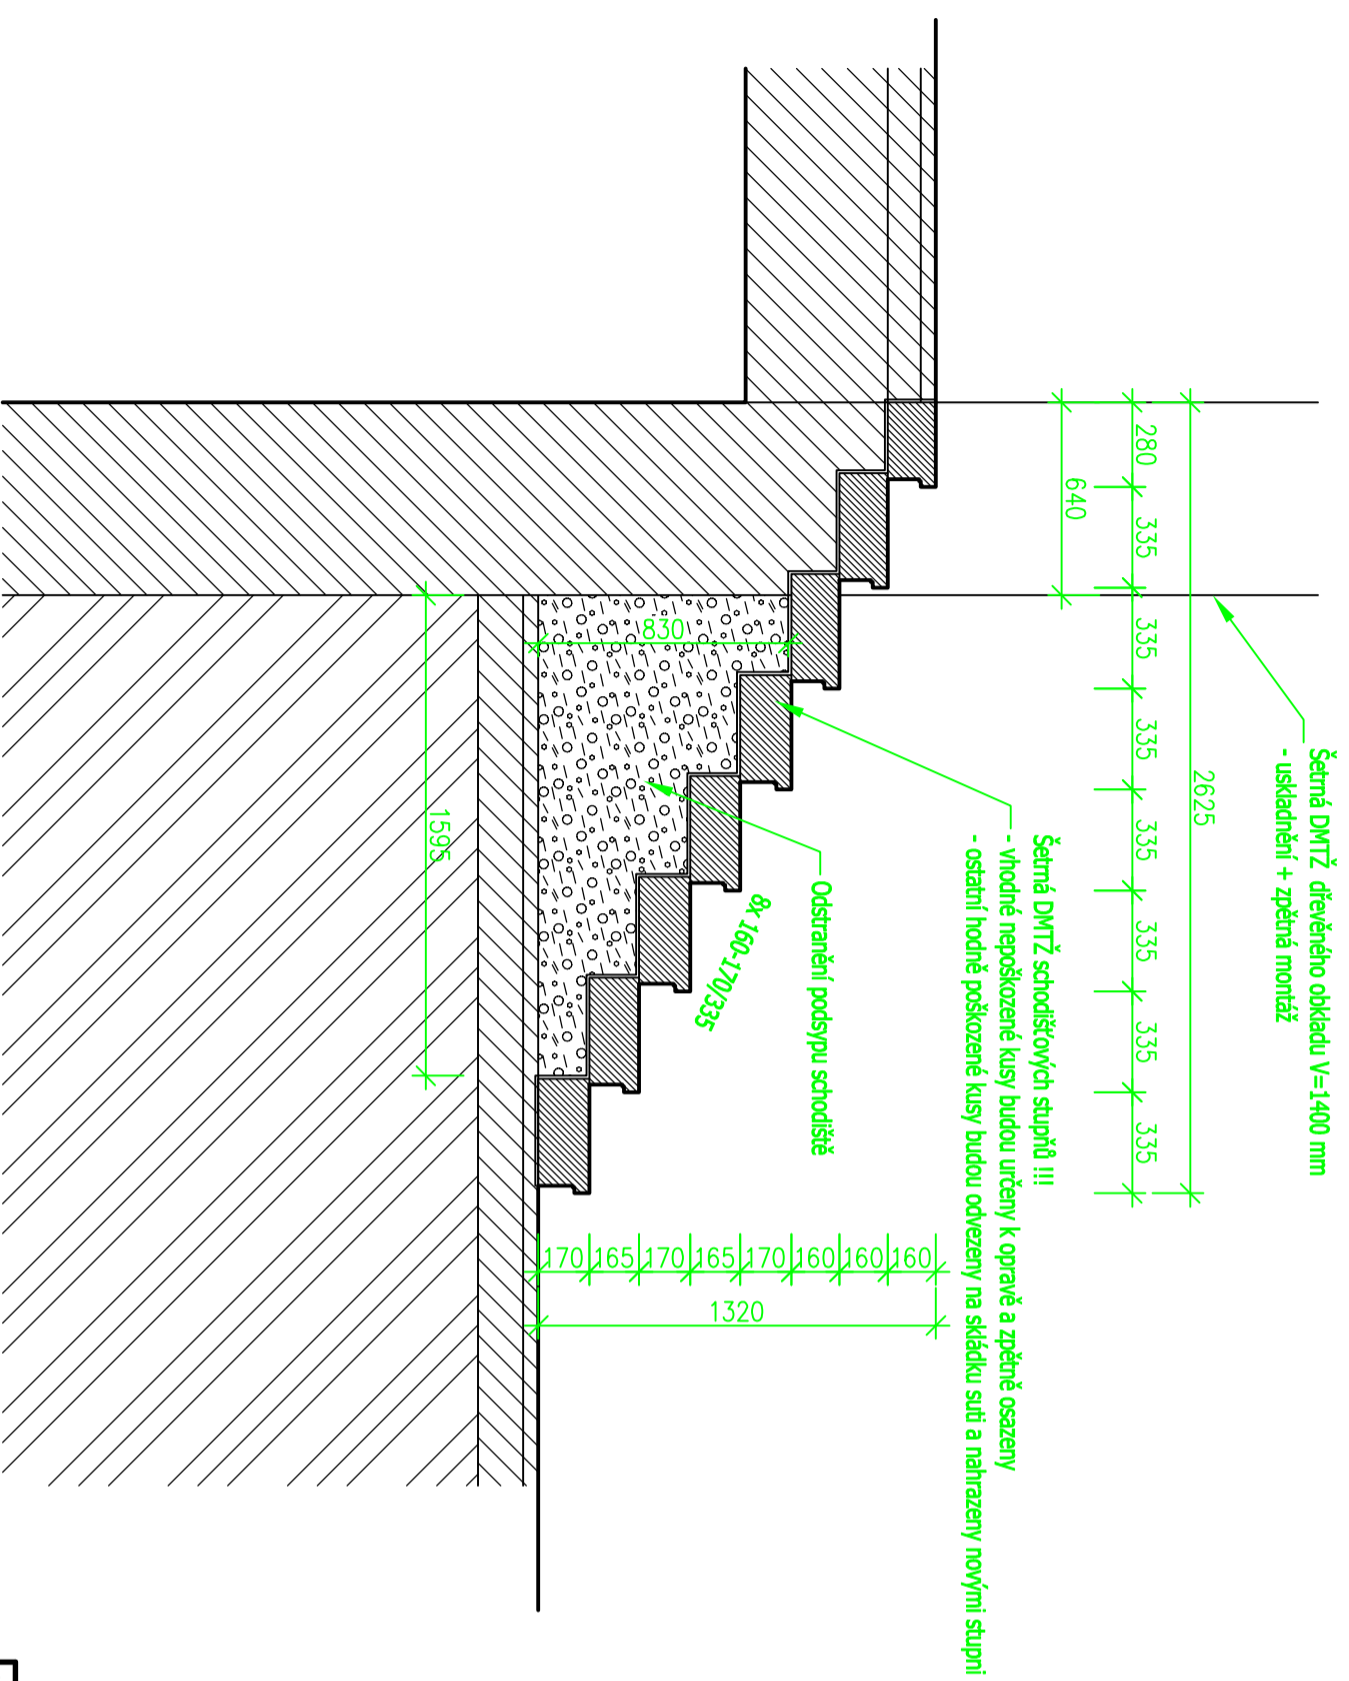 Šetrná DMTŽ dřevěného obkladu V=1400 mm
- uskladnění + zpětná montáž
2625
280 335 335 335 335 335 335 335
640
Šetrná DMTŽ schodišťových stupňů !!!
- vhodné nepoškozené kusy budou určeny k opravě a zpětně osazeny
- ostatní hodně poškozené kusy budou odvezeny na skládku suti a nahrazeny novými stupni
Odstranění podsypu schodiště
8x 160-170/335
830
1595
170 165 170 165 170 160 160 160
1320